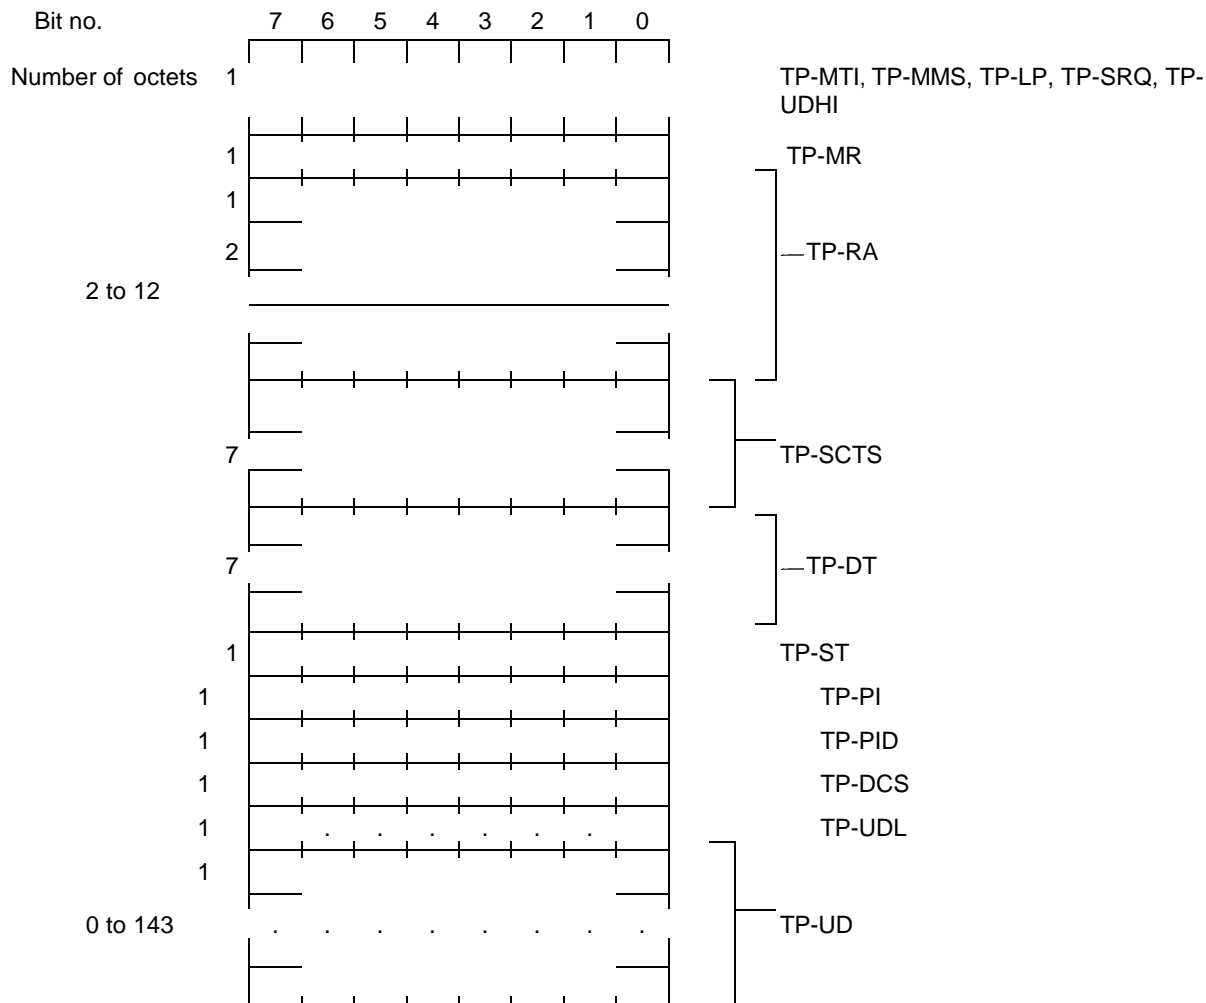 Bit no. 7 6 5 4 3 2 1 0
Number of octets 1 TP-MTI, TP-MMS, TP-LP, TP-SRQ, TP-
UDHI
1 TP-MR
1
2 TP-RA
2 to 12
7 TP-SCTS
7 TP-DT
1 TP-ST
1 TP-PI
1 TP-PID
1 TP-DCS
1 . . . . . . TP-UDL
1
0 to 143 . . . . . . . . TP-UD